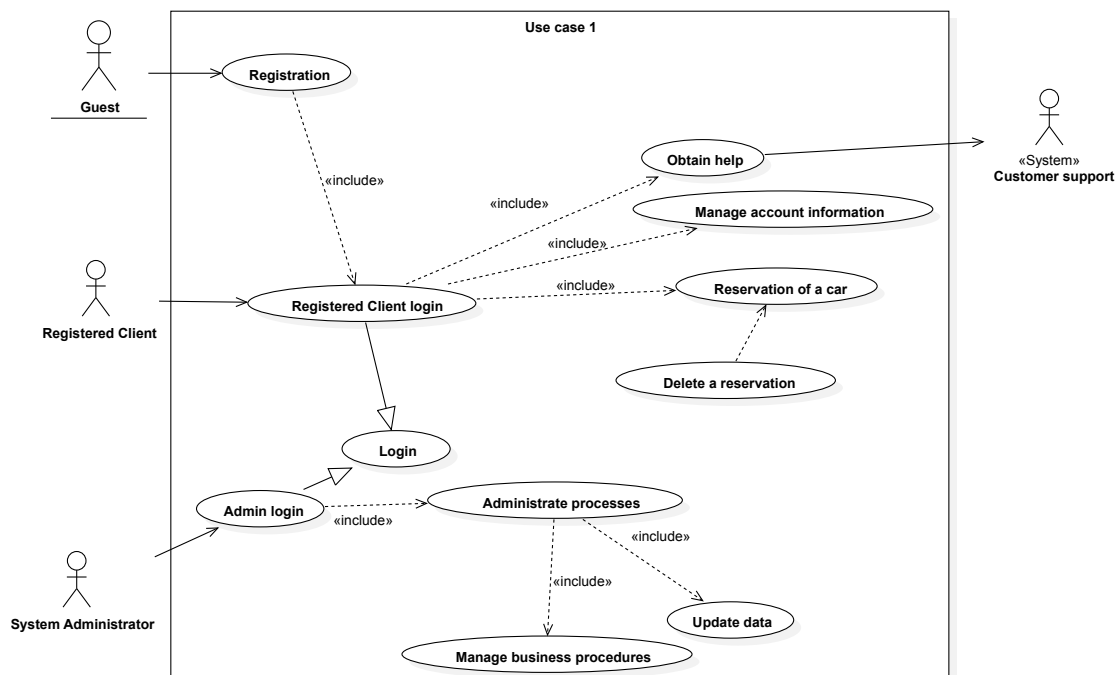 Use case 1
Registration
Guest
Obtain help
«System»
Customer support
«include»
«include»
Manage account information
«include»
Registered Client login
«include»
Reservation of a car
Registered Client
Delete a reservation
Login
Admin login
«include»
Administrate processes
«include»
«include»
System Administrator
Update data
Manage business procedures